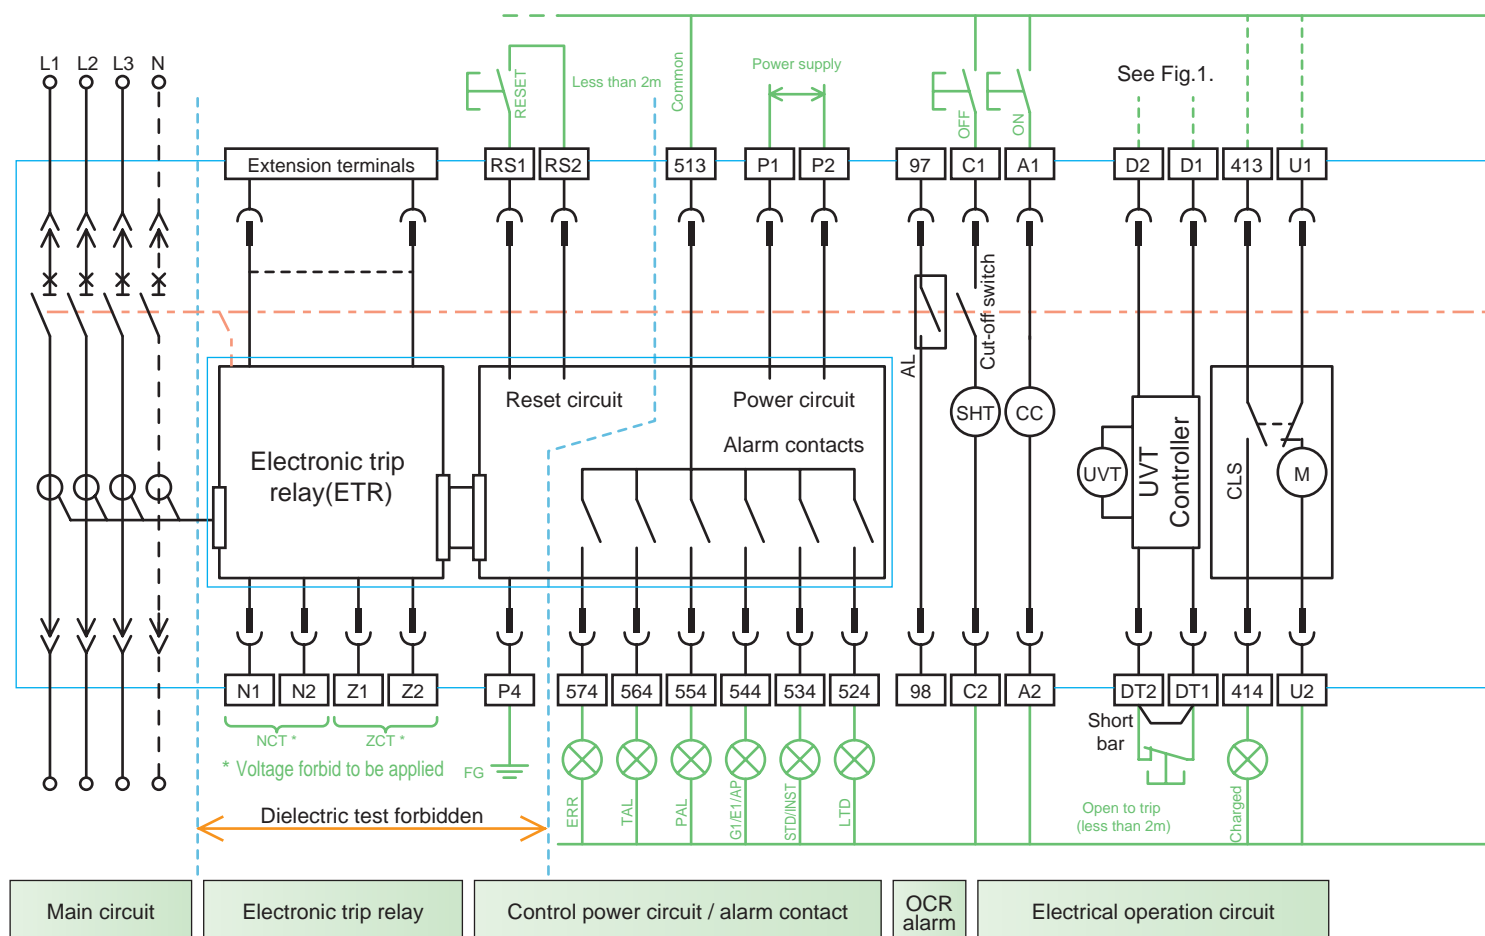 L1 L2 L3 N
RESET
Less than 2m
Common
Power supply
OFF
ON
See Fig.1.
Extension terminals
RS1 RS2 513 P1 P2 97 C1 A1 D2 D1 413 U1
Cut-off switch
AL
Reset circuit
Power circuit
SHT
CC
Alarm contacts
Electronic trip
relay(ETR)
UVT
UVT
Controller
CLS
M
N1 N2 Z1 Z2 P4 574 564 554 544 534 524 98 C2 A2 DT2 DT1 414 U2
NCT *
ZCT *
* Voltage forbid to be applied
FG
Short
bar
ERR
TAL
PAL
G1/E1/AP
STD/INST
LTD
Open to trip
(less than 2m)
Charged
Dielectric test forbidden
Main circuit
Electronic trip relay
Control power circuit / alarm contact
OCR
alarm
Electrical operation circuit